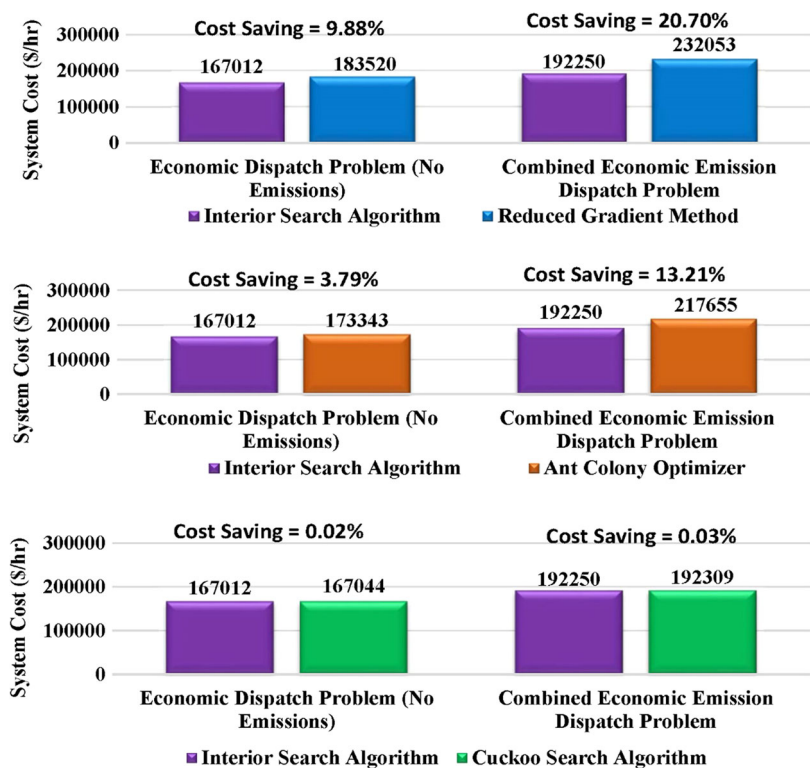 Cost Saving = 9.88%
Cost Saving = 20.70%
System Cost ($/hr)
300000
200000
100000
0
167012
183520
192250
232053
Economic Dispatch Problem (No
Emissions)
Combined Economic Emission
Dispatch Problem
Interior Search Algorithm
Reduced Gradient Method
Cost Saving = 3.79%
Cost Saving = 13.21%
System Cost ($/hr)
300000
200000
100000
0
167012
173343
192250
217655
Economic Dispatch Problem (No
Emissions)
Combined Economic Emission
Dispatch Problem
Interior Search Algorithm
Ant Colony Optimizer
Cost Saving = 0.02%
Cost Saving = 0.03%
System Cost ($/hr)
300000
200000
100000
0
167012
167044
192250
192309
Economic Dispatch Problem (No
Emissions)
Combined Economic Emission
Dispatch Problem
Interior Search Algorithm
Cuckoo Search Algorithm